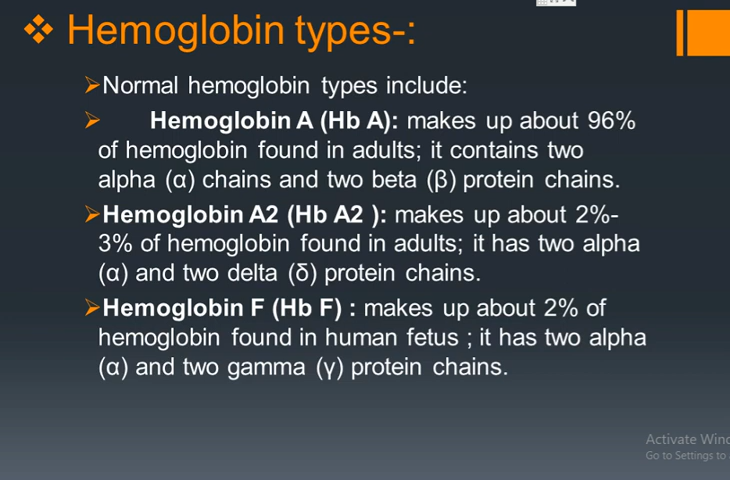 ❖ Hemoglobin types-:
➢Normal hemoglobin types include:
➢ Hemoglobin A (Hb A): makes up about 96%
of hemoglobin found in adults; it contains two
alpha (α) chains and two beta (β) protein chains.
➢Hemoglobin A2 (Hb A2 ): makes up about 2%-
3% of hemoglobin found in adults; it has two alpha
(α) and two delta (δ) protein chains.
➢Hemoglobin F (Hb F) : makes up about 2% of
hemoglobin found in human fetus ; it has two alpha
(α) and two gamma (γ) protein chains.
Activate Wind
Go to Settings to